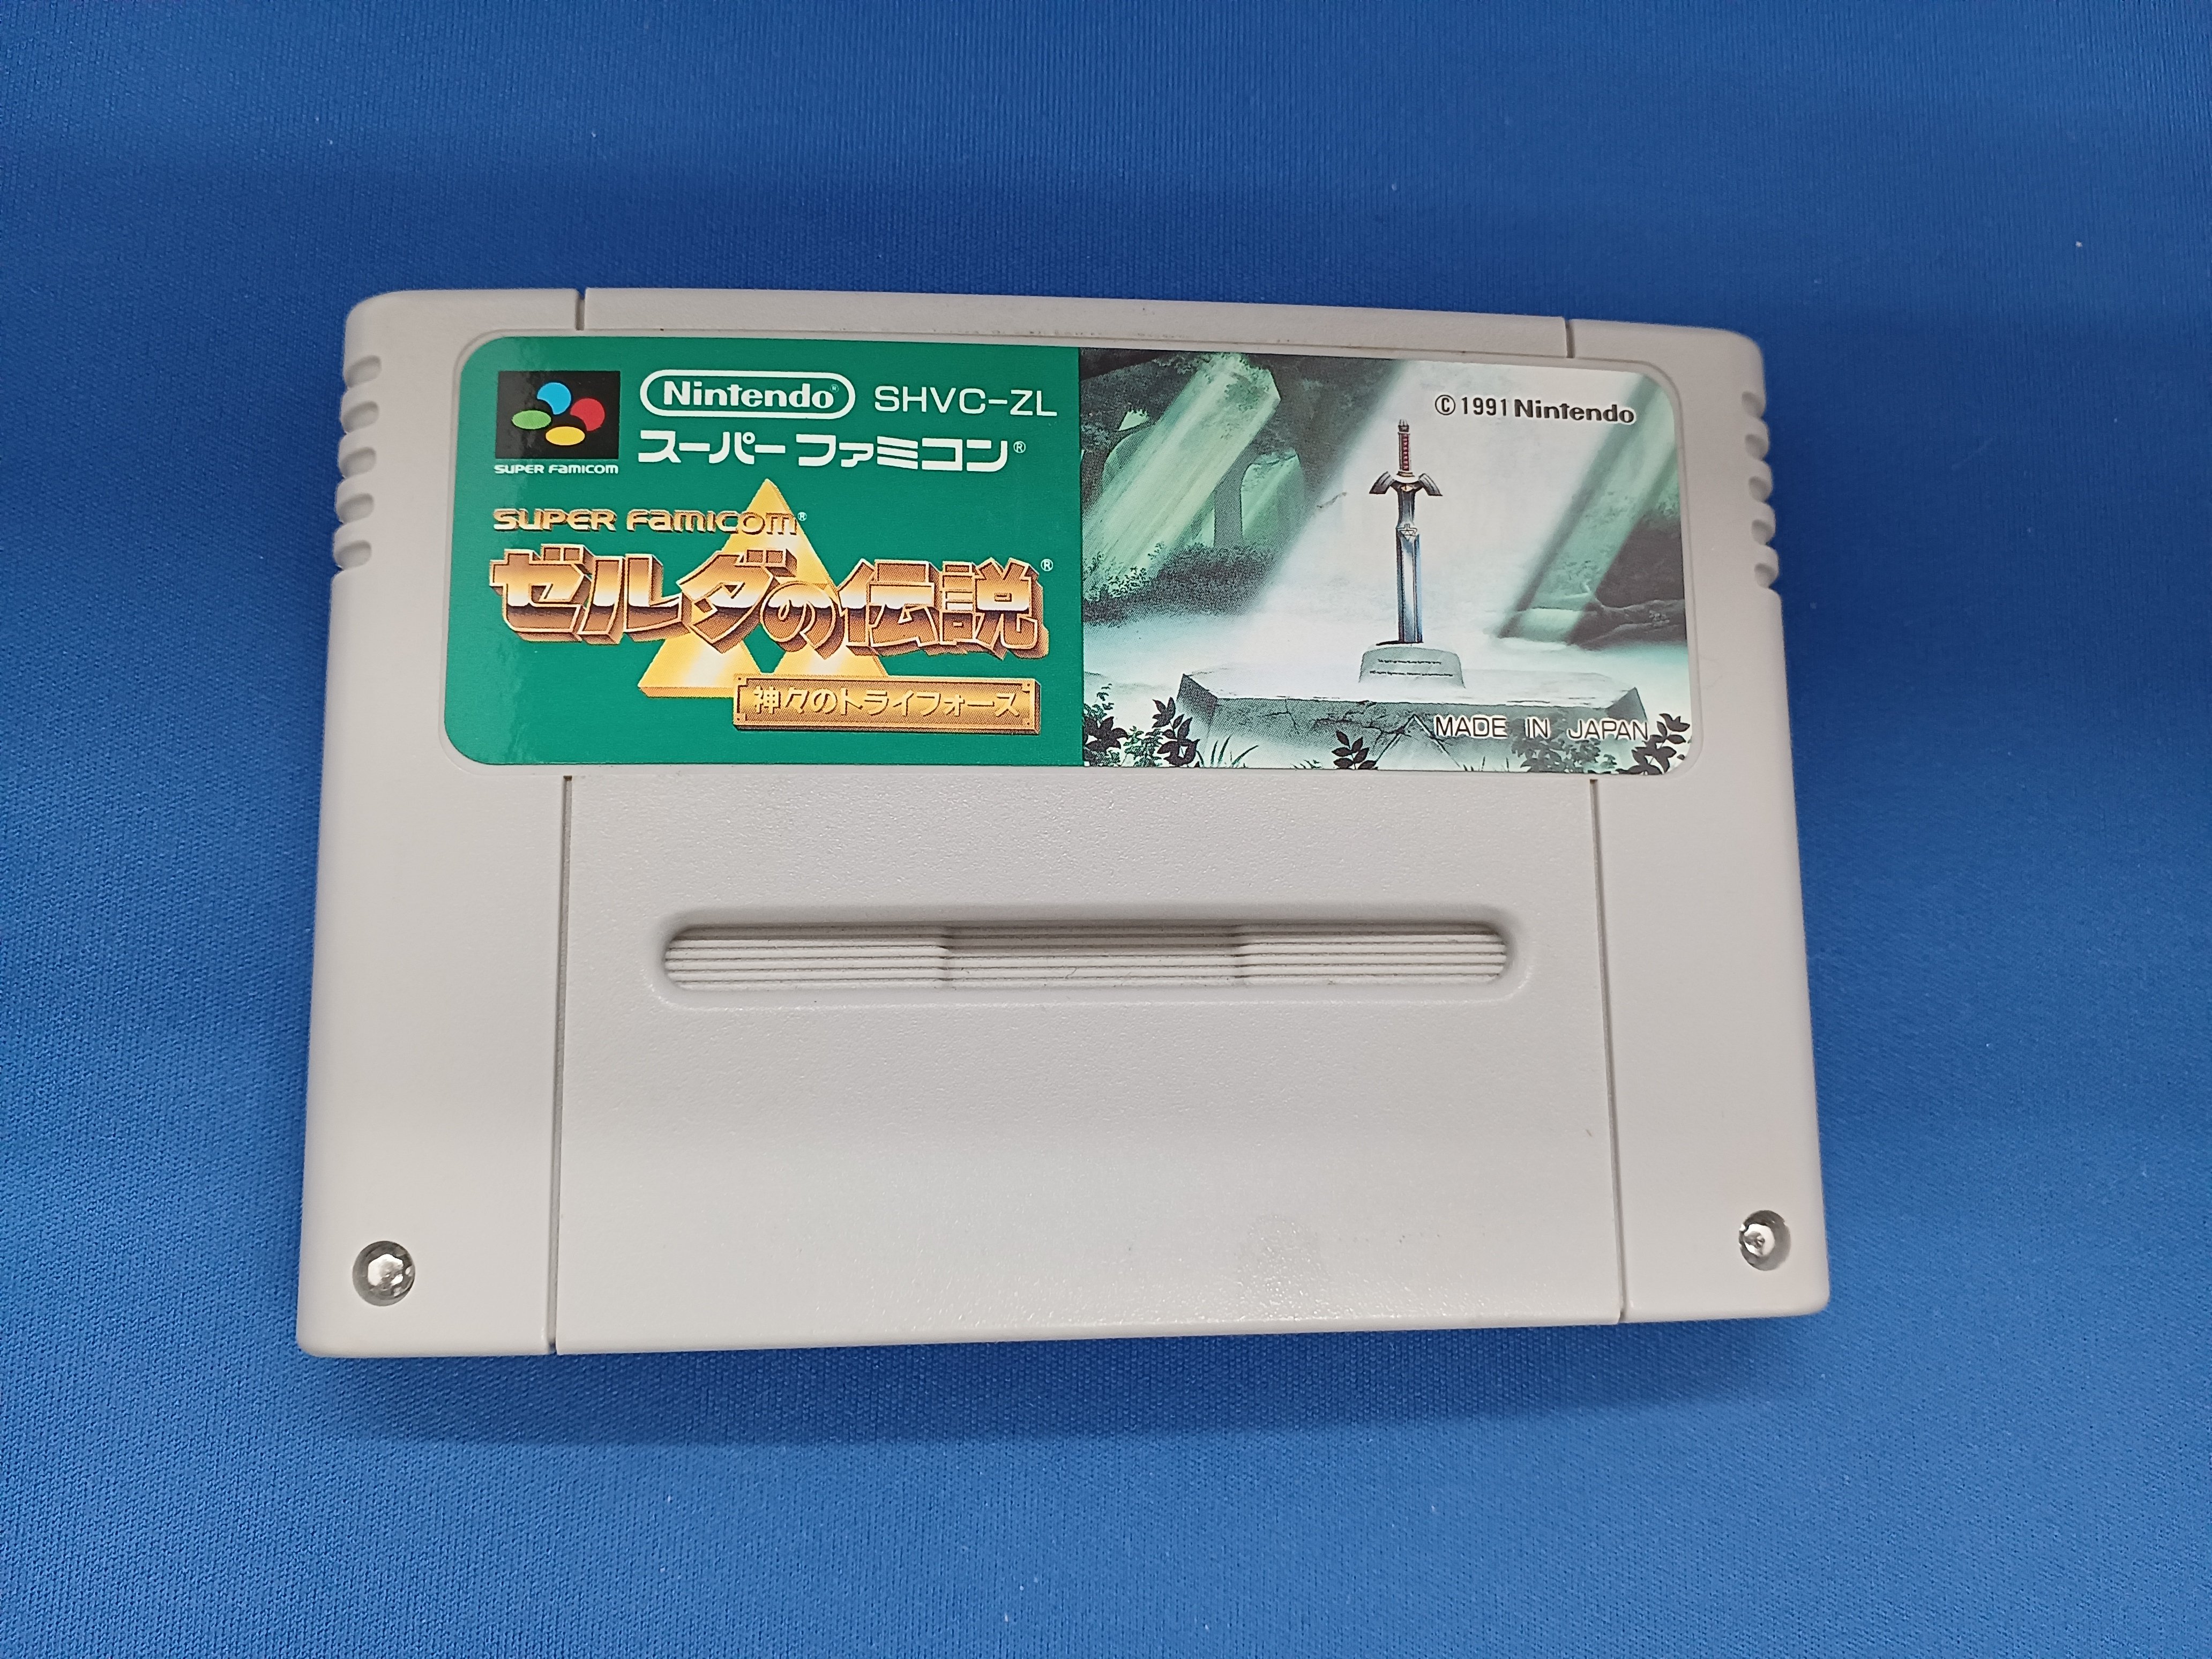 Nintendo® SHVC-ZL
スーパーファミコン®
SUPER FAMICOM
SUPER FAMICOM®
ゼルダの伝説®
神々のトライフォース
©1991 Nintendo
MADE IN JAPAN